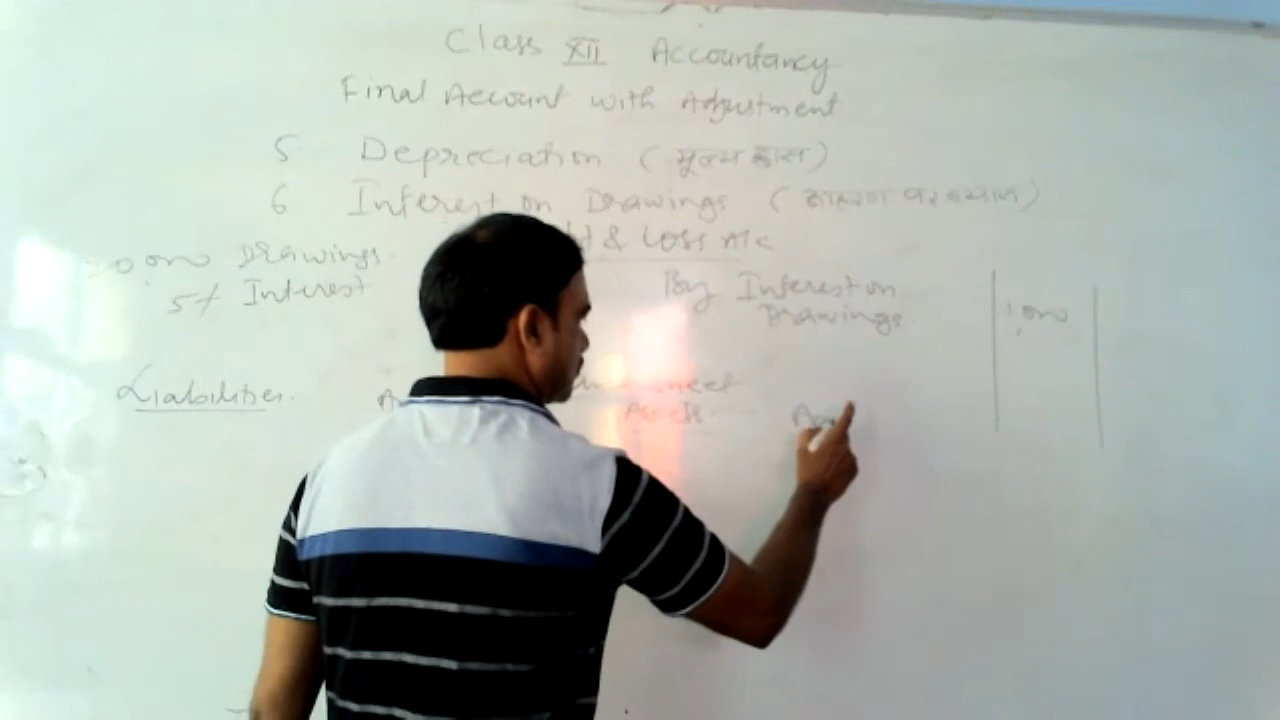 Class XII Accountancy
Final Account with Adjustment
5 Depreciation (मूल्य ह्रास)
6 Interest on Drawings
& Loss A/c
20,000 Drawings
5% Interest
By Interest on
Drawings
1,000
Liabilities
Assets